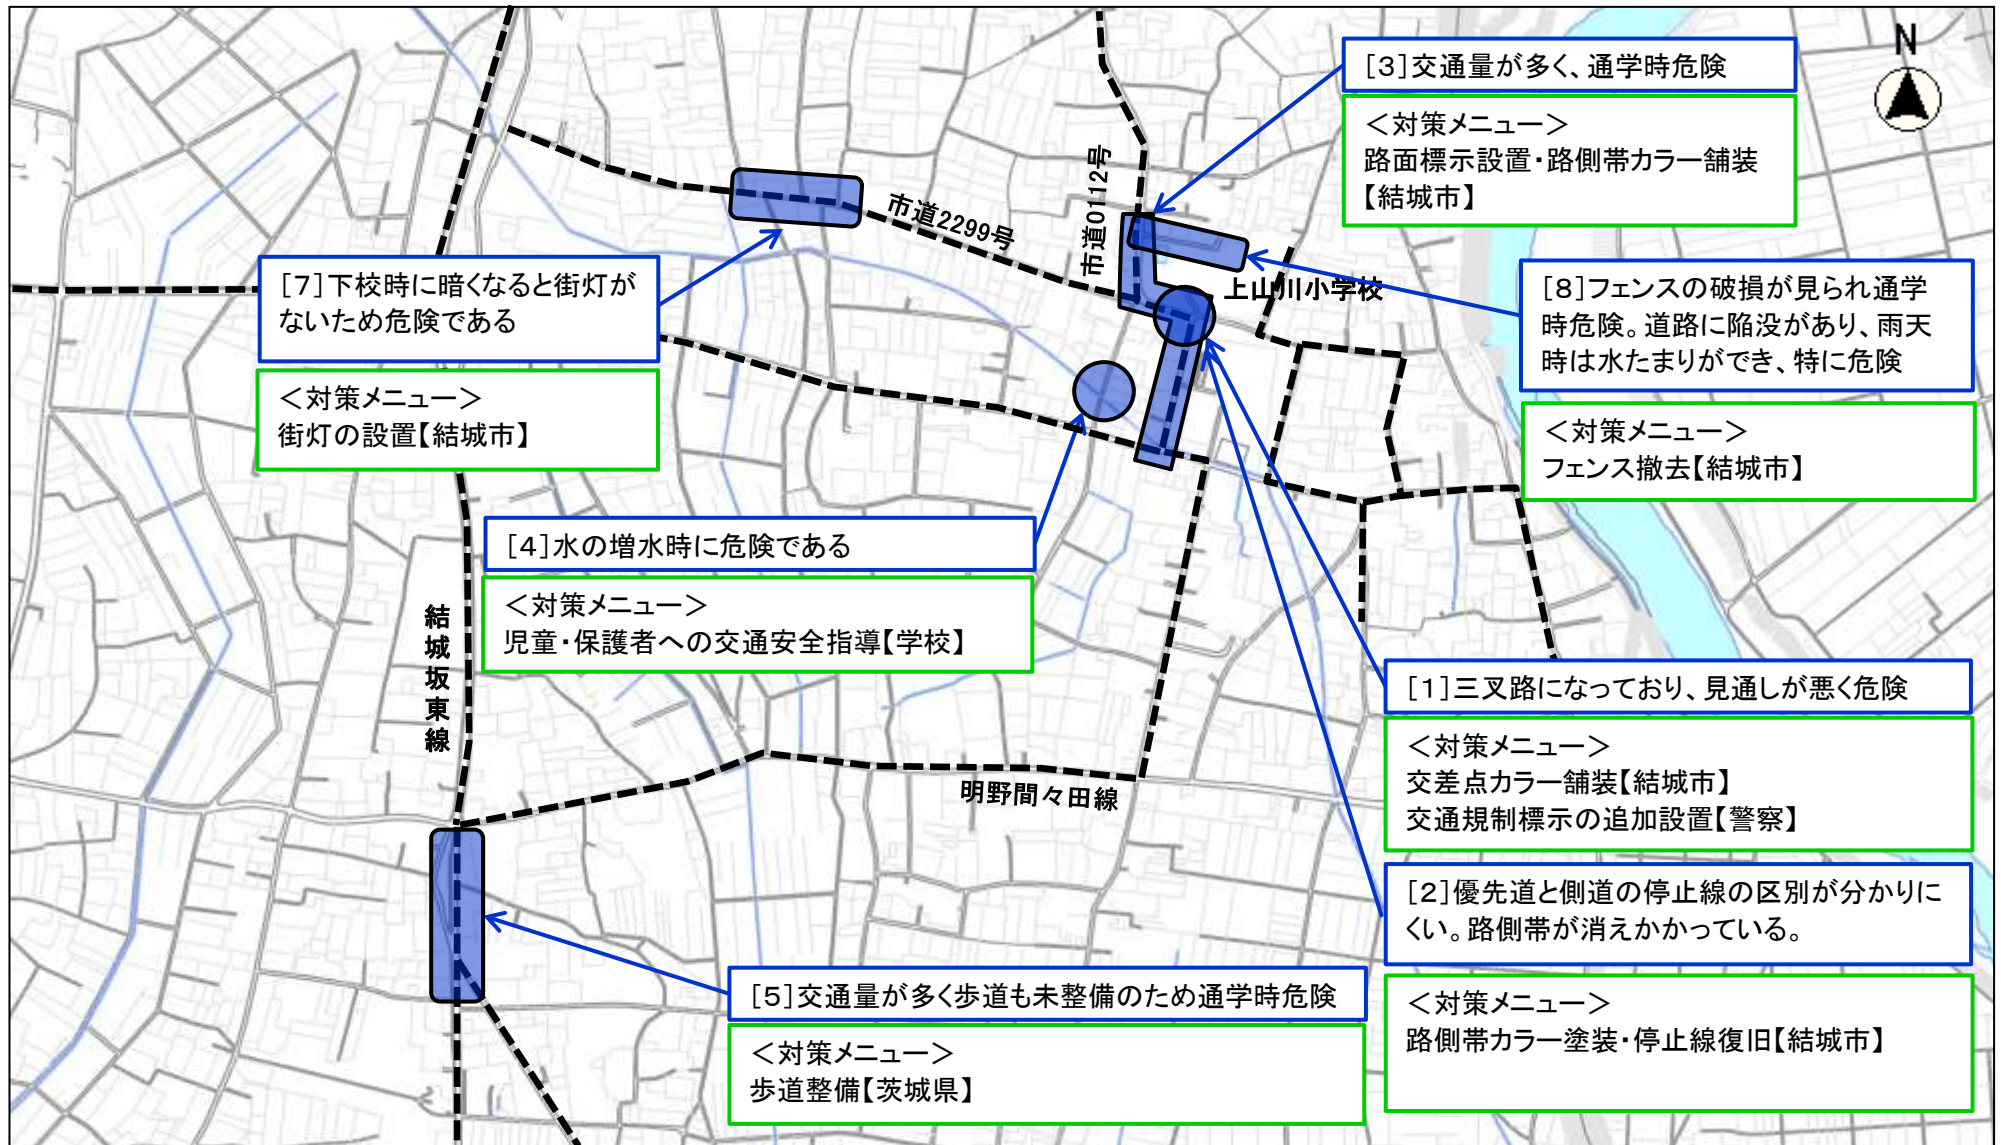 N
[3]交通量が多く、通学時危険
<対策メニュー>
路面標示設置・路側帯カラー舗装
【結城市】
市道0112号
市道2299号
上山川小学校
[7]下校時に暗くなると街灯が
ないため危険である
<対策メニュー>
街灯の設置【結城市】
[8]フェンスの破損が見られ通学
時危険。道路に陥没があり、雨天
時は水たまりができ、特に危険
<対策メニュー>
フェンス撤去【結城市】
[4]水の増水時に危険である
<対策メニュー>
児童・保護者への交通安全指導【学校】
結城坂東線
明野間々田線
[1]三叉路になっており、見通しが悪く危険
<対策メニュー>
交差点カラー舗装【結城市】
交通規制標示の追加設置【警察】
[2]優先道と側道の停止線の区別が分かりに
くい。路側帯が消えかかっている。
<対策メニュー>
路側帯カラー塗装・停止線復旧【結城市】
[5]交通量が多く歩道も未整備のため通学時危険
<対策メニュー>
歩道整備【茨城県】